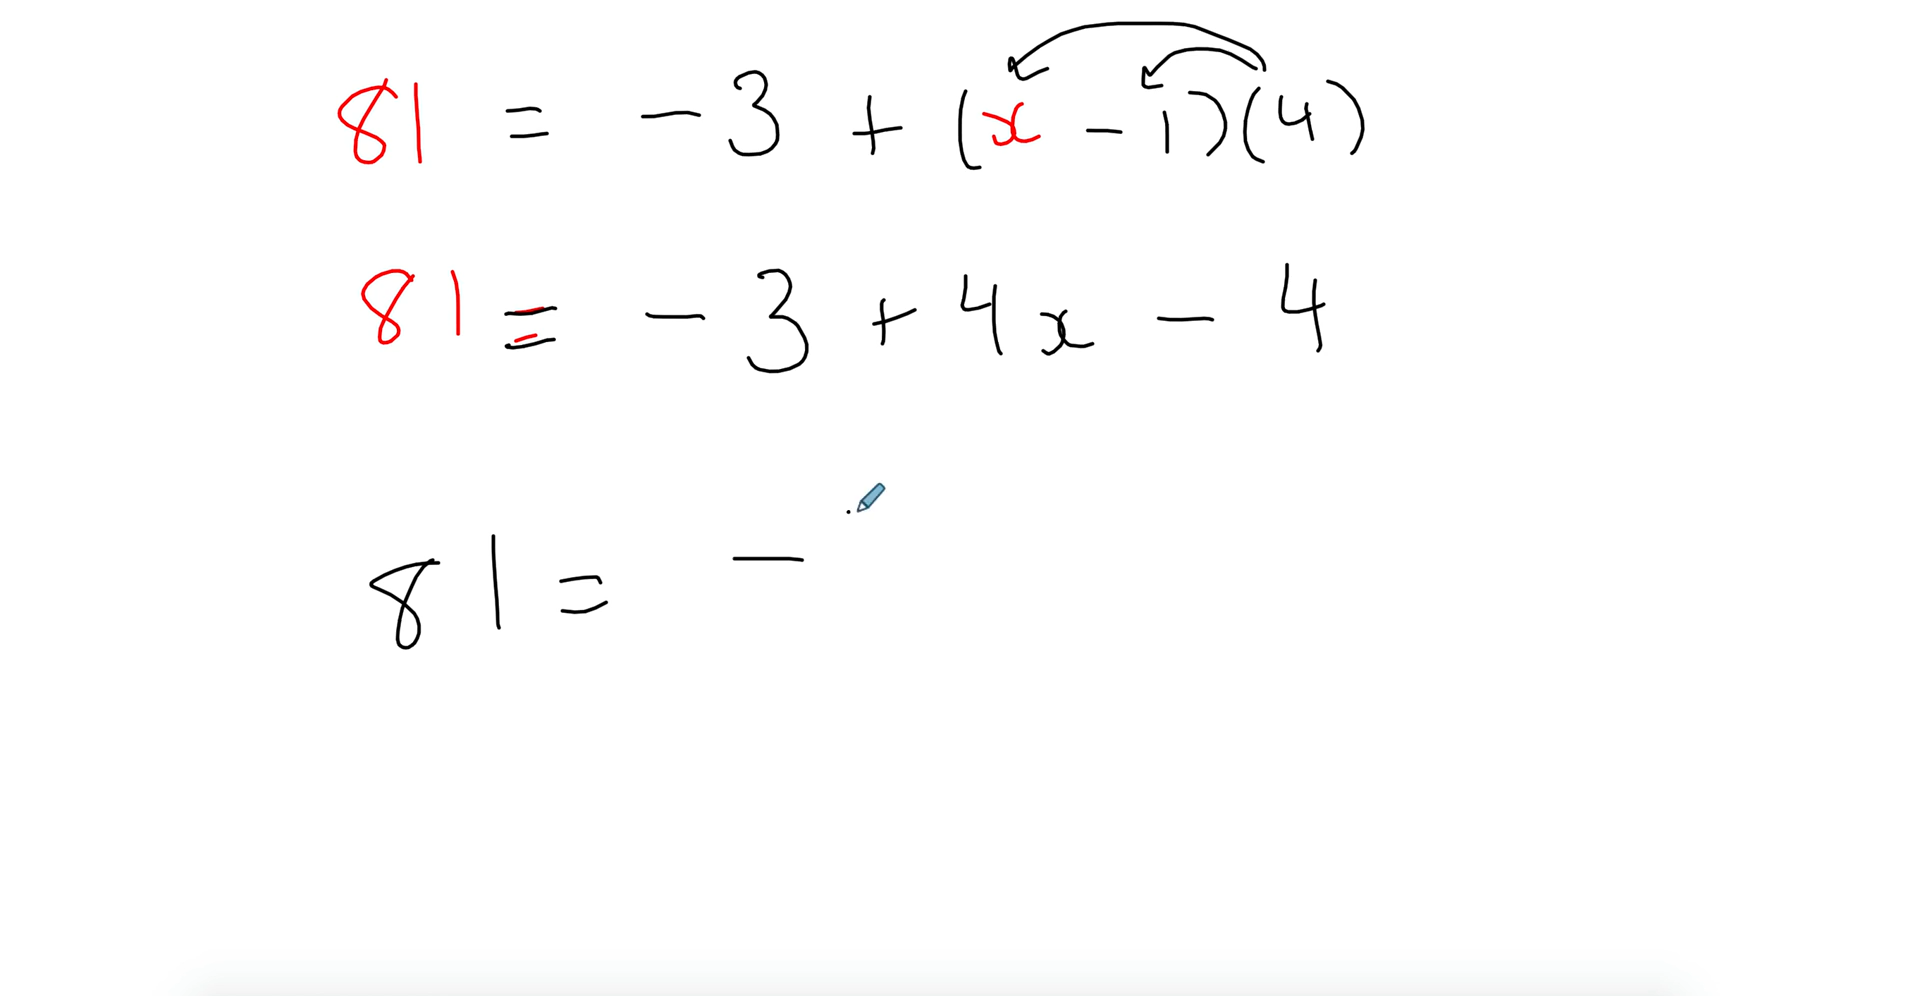 81 = - 3 + (x - 1)(4)
81 = - 3 + 4x - 4
81 = -